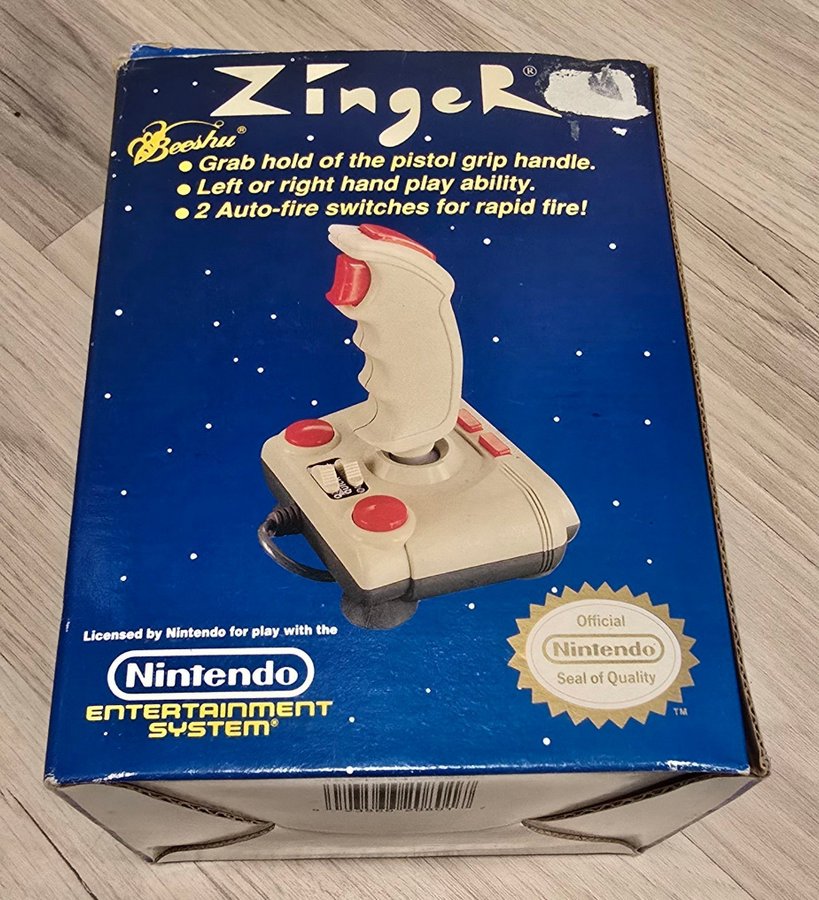 ZingeR®
Beeshu®
• Grab hold of the pistol grip handle.
• Left or right hand play ability.
• 2 Auto-fire switches for rapid fire!
Licensed by Nintendo for play with the
Nintendo
ENTERTAINMENT
SYSTEM®
Official
Nintendo
Seal of Quality
TM